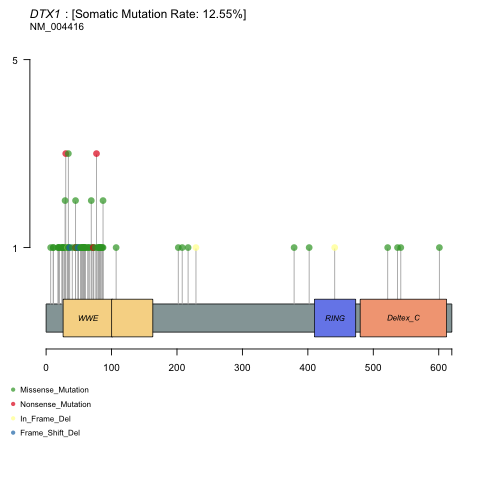 DTX1 : [Somatic Mutation Rate: 12.55%]
NM_004416
5
1
WWE
RING
Deltex_C
0 100 200 300 400 500 600
Missense_Mutation
Nonsense_Mutation
In_Frame_Del
Frame_Shift_Del